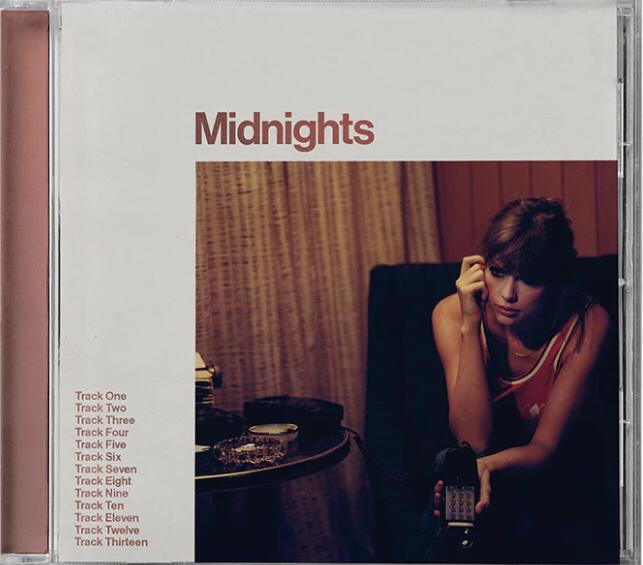 Midnights
Track One
Track Two
Track Three
Track Four
Track Five
Track Six
Track Seven
Track Eight
Track Nine
Track Ten
Track Eleven
Track Twelve
Track Thirteen